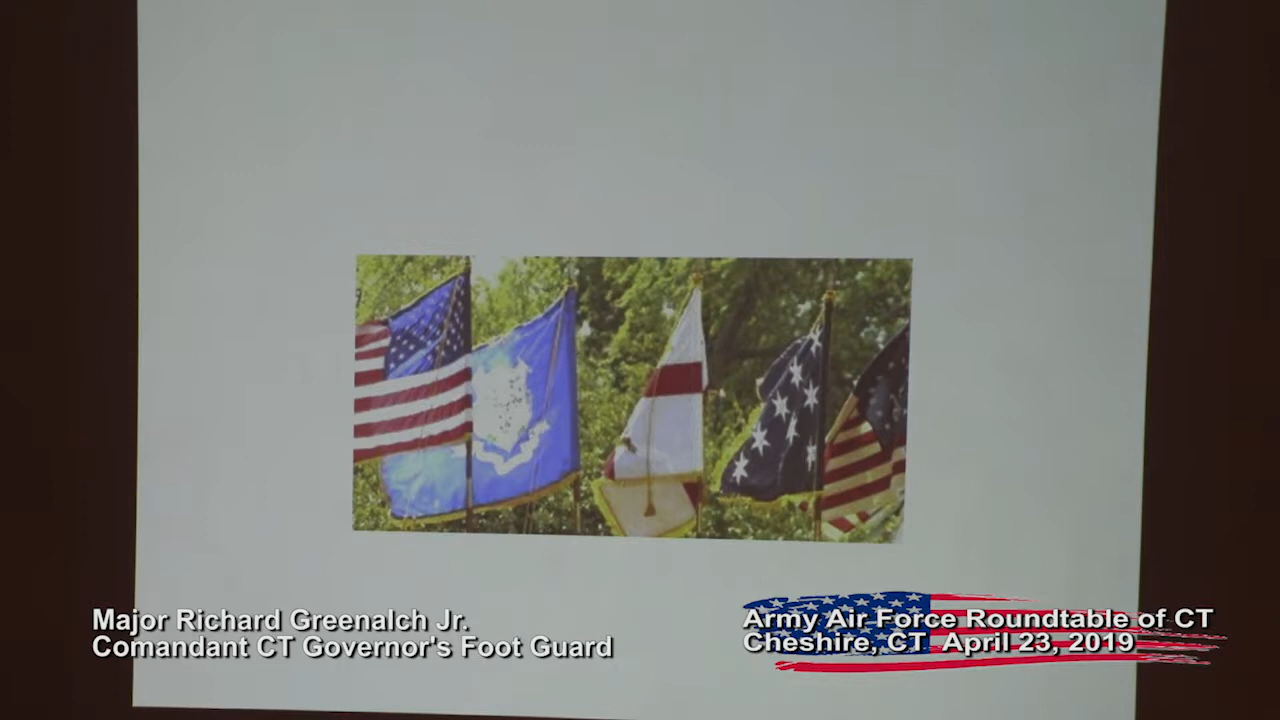 Major Richard Greenalch Jr.
Comandant CT Governor's Foot Guard
Army Air Force Roundtable of CT
Cheshire, CT April 23, 2019